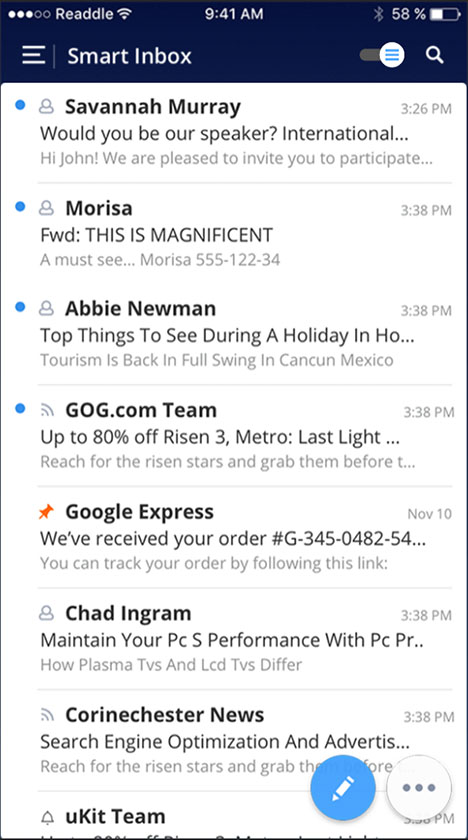 Readdle 9:41 AM 58 %
Smart Inbox
Savannah Murray 3:26 PM
Would you be our speaker? International...
Hi John! We are pleased to invite you to participate...
Morisa 3:38 PM
Fwd: THIS IS MAGNIFICENT
A must see... Morisa 555-122-34
Abbie Newman 3:38 PM
Top Things To See During A Holiday In Ho...
Tourism Is Back In Full Swing In Cancun Mexico
GOG.com Team 3:38 PM
Up to 80% off Risen 3, Metro: Last Light ...
Reach for the risen stars and grab them before t...
Google Express Nov 10
We've received your order #G-345-0482-54...
You can track your order by following this link:
Chad Ingram 3:38 PM
Maintain Your Pc S Performance With Pc Pr..
How Plasma Tvs And Lcd Tvs Differ
Corinechester News 3:38 PM
Search Engine Optimization And Advertis...
Reach for the risen stars and grab them before t...
uKit Team 3:38 PM